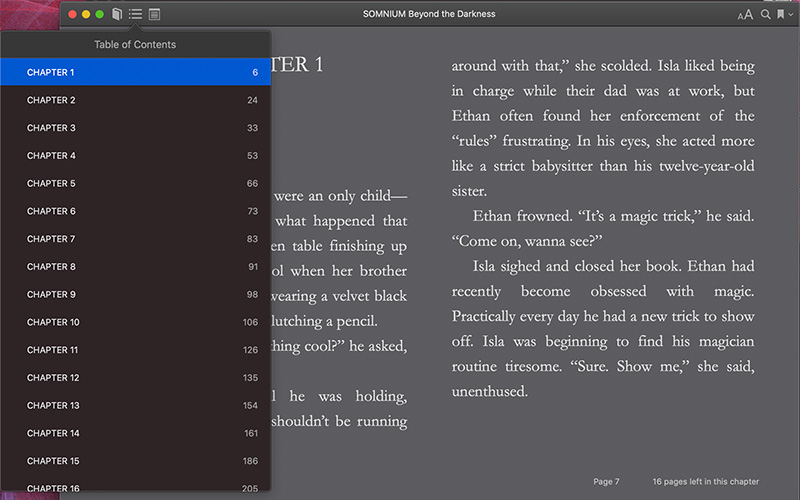 SOMNIUM Beyond the Darkness
AA
Table of Contents
CHAPTER 1 6
CHAPTER 2 24
CHAPTER 3 33
CHAPTER 4 53
CHAPTER 5 66
CHAPTER 6 73
CHAPTER 7 83
CHAPTER 8 91
CHAPTER 9 98
CHAPTER 10 106
CHAPTER 11 126
CHAPTER 12 135
CHAPTER 13 154
CHAPTER 14 161
CHAPTER 15 186
CHAPTER 16 205
TER 1
were an only child—
what happened that
en table finishing up
ol when her brother
wearing a velvet black
lutching a pencil.
hing cool?” he asked,
l he was holding,
shouldn’t be running
around with that,” she scolded. Isla liked being
in charge while their dad was at work, but
Ethan often found her enforcement of the
“rules” frustrating. In his eyes, she acted more
like a strict babysitter than his twelve-year-old
sister.
Ethan frowned. “It’s a magic trick,” he said.
“Come on, wanna see?”
Isla sighed and closed her book. Ethan had
recently become obsessed with magic.
Practically every day he had a new trick to show
off. Isla was beginning to find his magician
routine tiresome. “Sure. Show me,” she said,
unenthused.
Page 7 16 pages left in this chapter